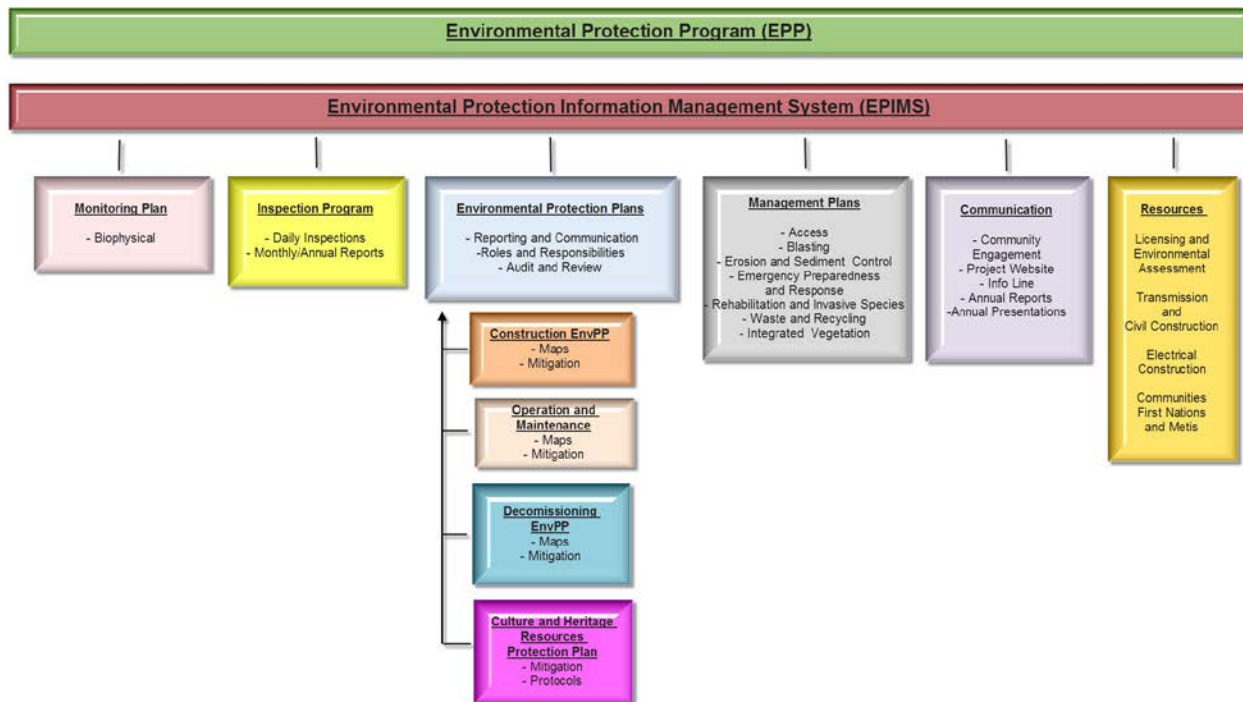 Environmental Protection Program (EPP)
Environmental Protection Information Management System (EPIMS)
Monitoring Plan
- Biophysical
Inspection Program
- Daily Inspections
- Monthly/Annual Reports
Environmental Protection Plans
- Reporting and Communication
-Roles and Responsibilities
- Audit and Review
Construction EnvPP
- Maps
- Mitigation
Operation and
Maintenance
- Maps
- Mitigation
Decomissioning
EnvPP
- Maps
- Mitigation
Culture and Heritage
Resources
Protection Plan
- Mitigation
- Protocols
Management Plans
- Access
- Blasting
- Erosion and Sediment Control
- Emergency Preparedness
and Response
- Rehabilitation and Invasive Species
- Waste and Recycling
- Integrated Vegetation
Communication
- Community
Engagement
- Project Website
- Info Line
- Annual Reports
-Annual Presentations
Resources
Licensing and
Environmental
Assessment
Transmission
and
Civil Construction
Electrical
Construction
Communities
First Nations
and Metis